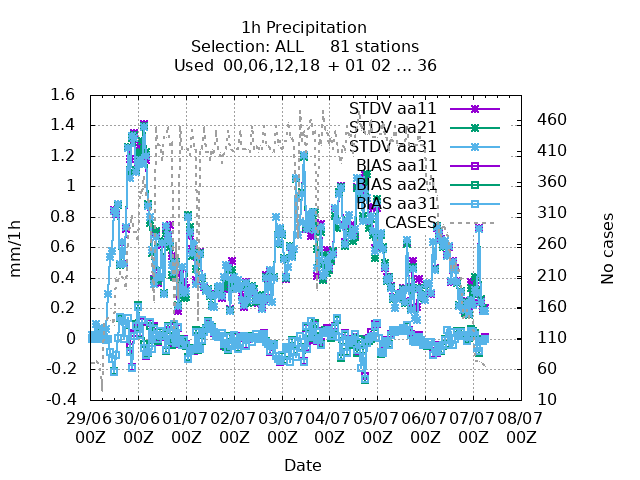 1h Precipitation
Selection: ALL     81 stations
Used  00,06,12,18 + 01 02 ... 36
1.6
1.4
1.2
1
0.8
0.6
0.4
0.2
0
-0.2
-0.4
mm/1h
STDV aa11
STDV aa21
STDV aa31
BIAS aa11
BIAS aa21
BIAS aa31
CASES
460
410
360
310
260
210
160
110
60
10
No cases
29/06 30/06 01/07 02/07 03/07 04/07 05/07 06/07 07/07 08/07
00Z 00Z 00Z 00Z 00Z 00Z 00Z 00Z 00Z 00Z
Date